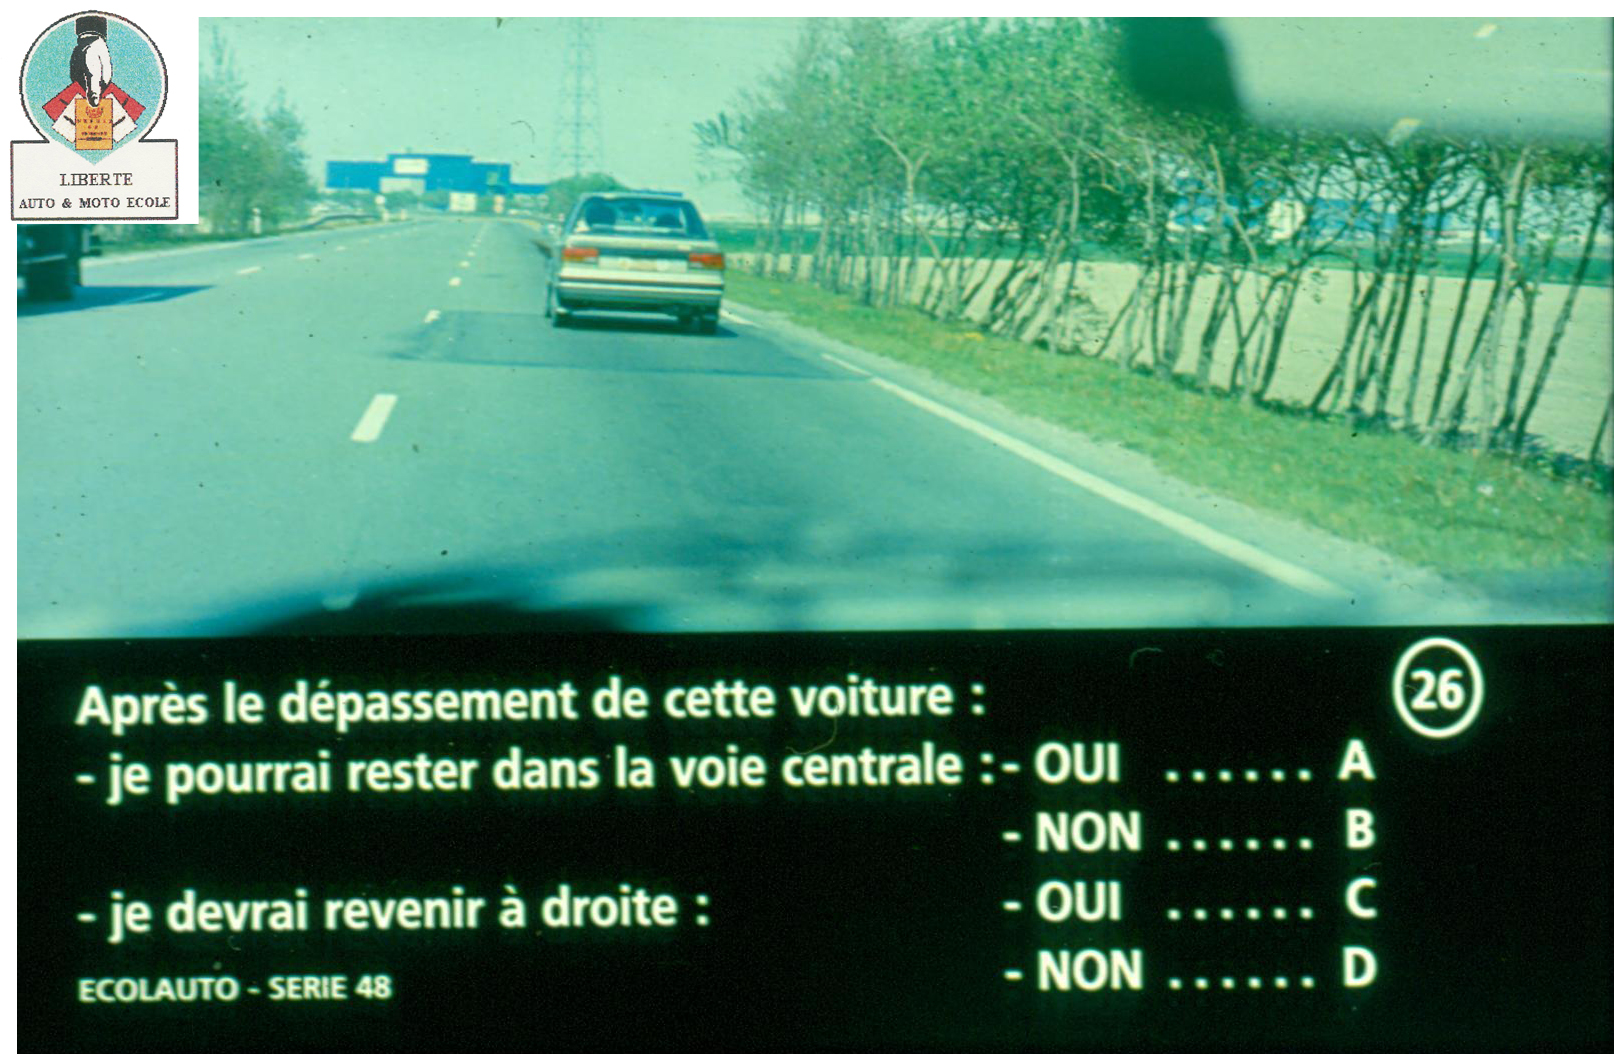 LIBERTE
AUTO & MOTO ECOLE
Après le dépassement de cette voiture :
26
- je pourrai rester dans la voie centrale : - OUI ...... A
- NON ...... B
- je devrai revenir à droite : - OUI ...... C
- NON ...... D
ECOLAUTO - SERIE 48